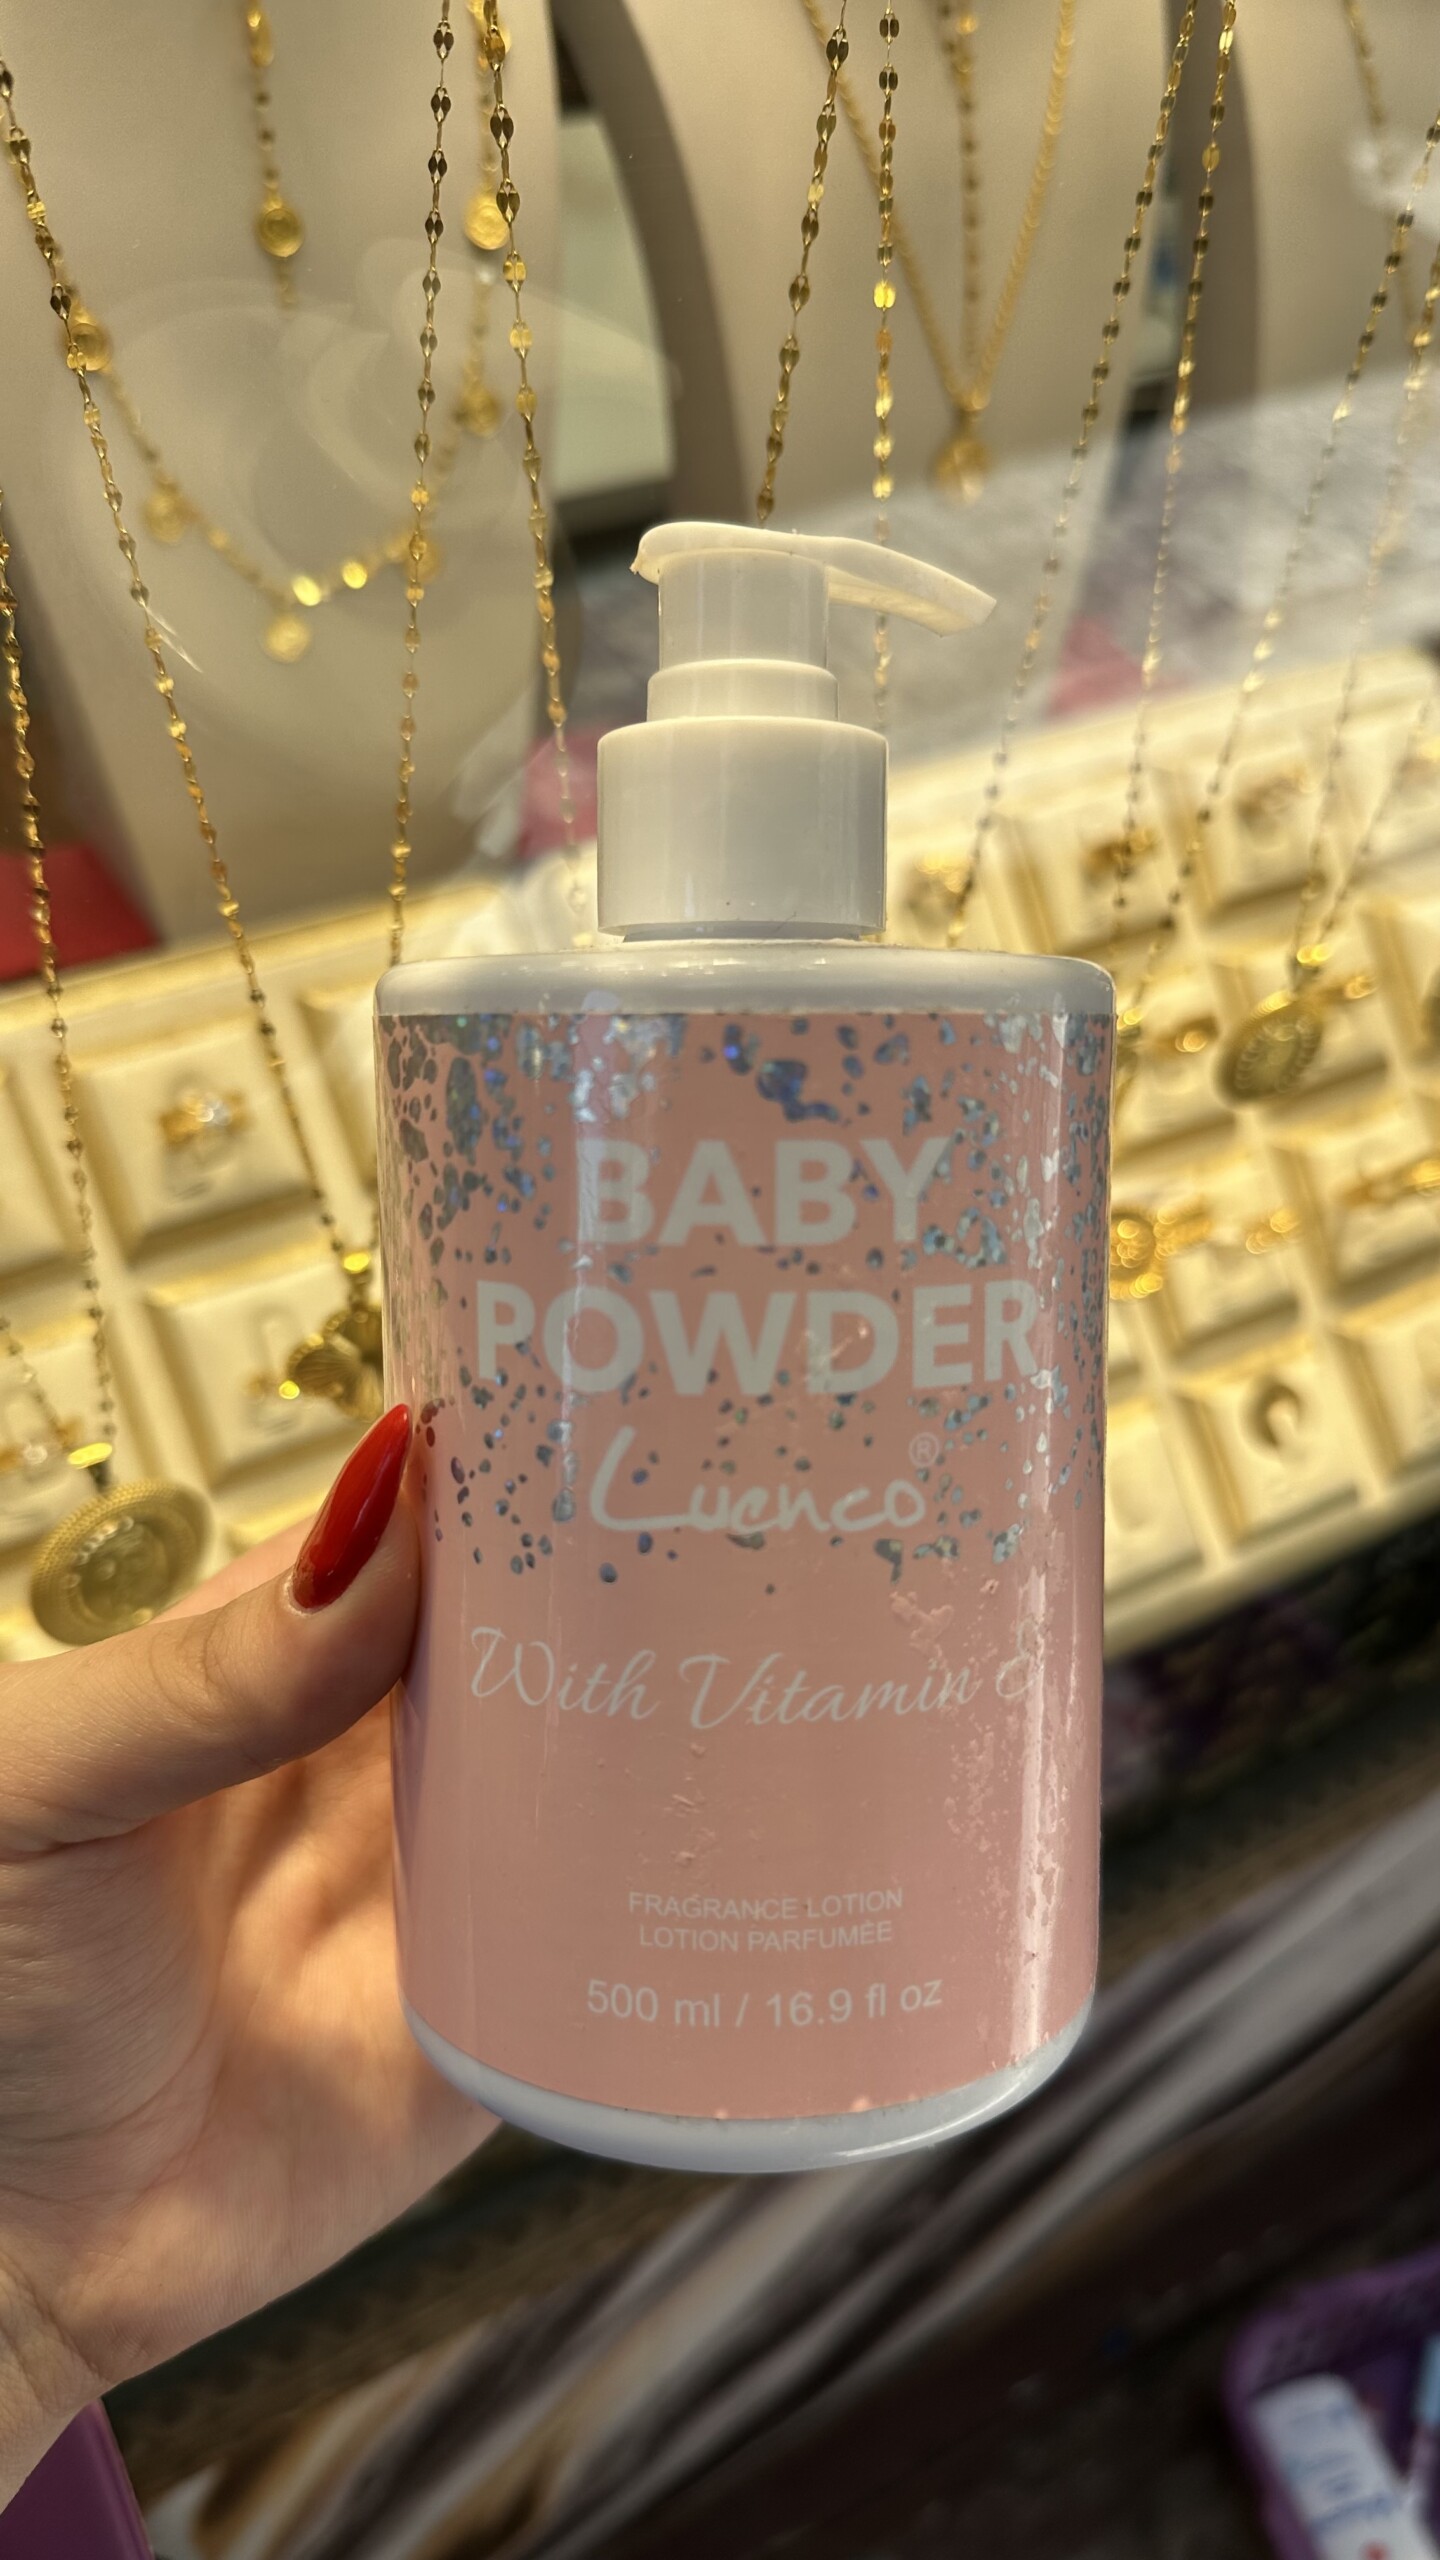 BABY
POWDER
Luenco®
With Vitamin E
FRAGRANCE LOTION
LOTION PARFUMÉE
500 ml / 16.9 fl oz